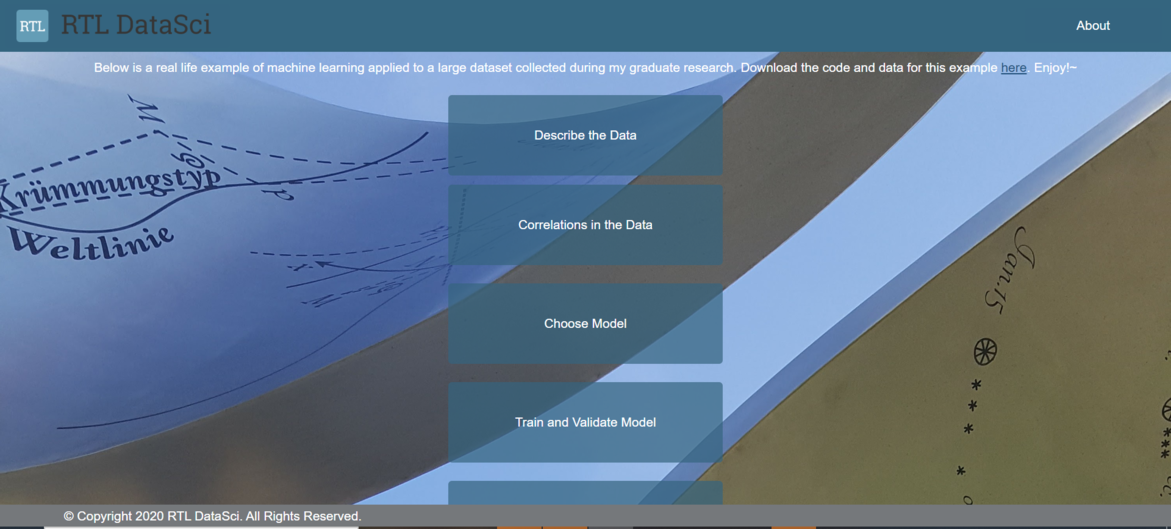 RTL
RTL DataSci
About
Below is a real life example of machine learning applied to a large dataset collected during my graduate research. Download the code and data for this example here. Enjoy!~
Krümmungstyp
Weltlinie
Jan.15
Describe the Data
Correlations in the Data
Choose Model
Train and Validate Model
© Copyright 2020 RTL DataSci. All Rights Reserved.